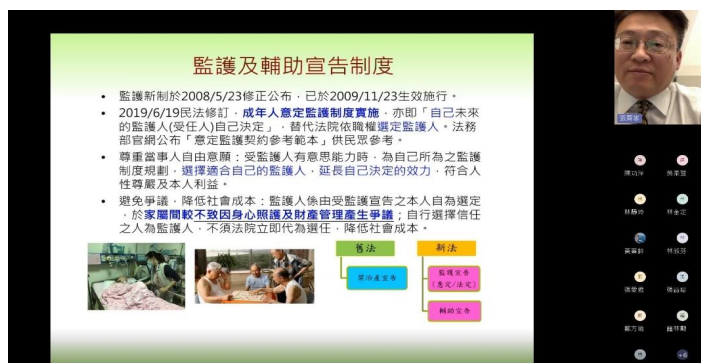 監護及輔助宣告制度
• 監護新制於2008/5/23修正公布，已於2009/11/23生效施行。
• 2019/6/19民法修訂，成年人意定監護制度實施，亦即「自己未來
的監護人(受任人)自己決定」，替代法院依職權選定監護人。法務
部官網公布「意定監護契約參考範本」供民眾參考。
• 尊重當事人自由意願：受監護人有意思能力時，為自己所為之監護
制度規劃，選擇適合自己的監護人，延長自己決定的效力，符合人
性尊嚴及本人利益。
• 避免爭議，降低社會成本：監護人係由受監護宣告之本人自為選定
，於家屬間較不致因身心照護及財產管理產生爭議；自行選擇信任
之人為監護人，不須法院立即代為選任，降低社會成本。
舊法
新法
禁治產宣告
監護宣告
(意定/法定)
輔助宣告
+6